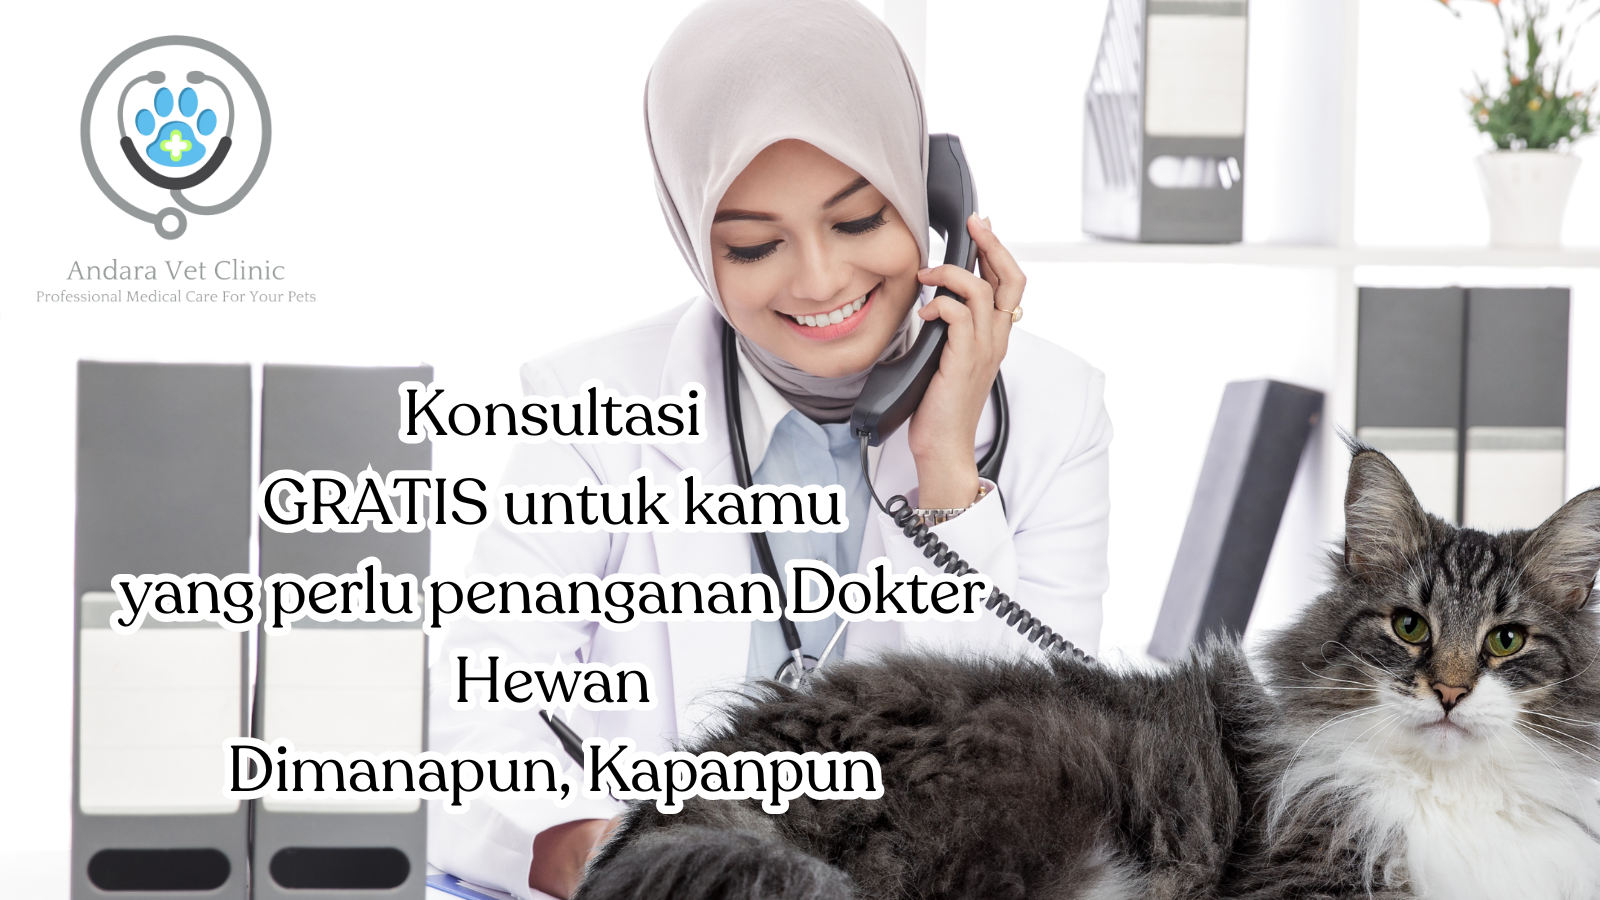 Andara Vet Clinic
Professional Medical Care For Your Pets
Konsultasi
GRATIS untuk kamu
yang perlu penanganan Dokter
Hewan
Dimanapun, Kapanpun